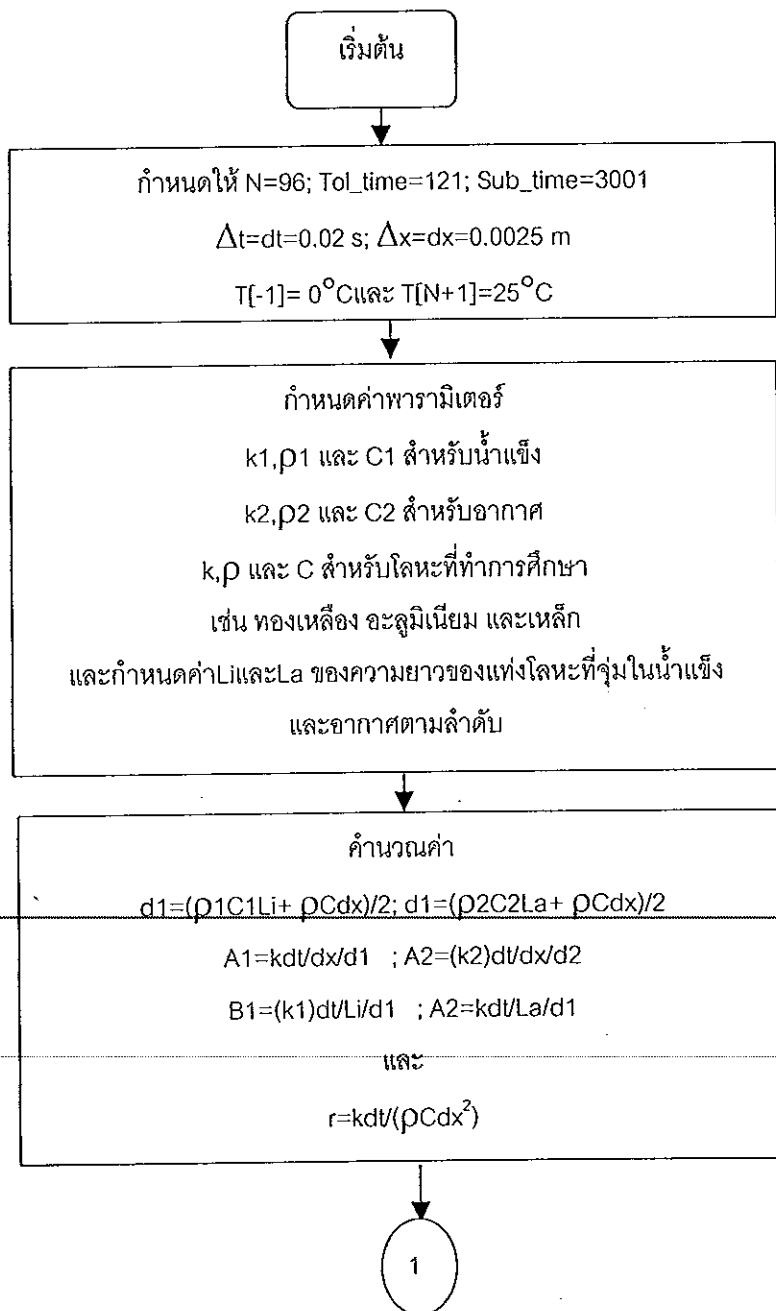 เริ่มต้น
กำหนดให้ N=96; Tol_time=121; Sub_time=3001
Δt=dt=0.02 s; Δx=dx=0.0025 m
T[-1]= 0°Cและ T[N+1]=25°C
กำหนดค่าพารามิเตอร์
k1,ρ1 และ C1 สำหรับน้ำแข็ง
k2,ρ2 และ C2 สำหรับอากาศ
k,ρ และ C สำหรับโลหะที่ทำการศึกษา
เช่น ทองเหลือง อะลูมิเนียม และเหล็ก
และกำหนดค่าLiและLa ของความยาวของแท่งโลหะที่จุ่มในน้ำแข็ง
และอากาศตามลำดับ
คำนวณค่า
d1=(ρ1C1Li+ ρCdx)/2; d1=(ρ2C2La+ ρCdx)/2
A1=kdt/dx/d1 ; A2=(k2)dt/dx/d2
B1=(k1)dt/Li/d1 ; A2=kdt/La/d1
และ
r=kdt/(ρCdx²)
1